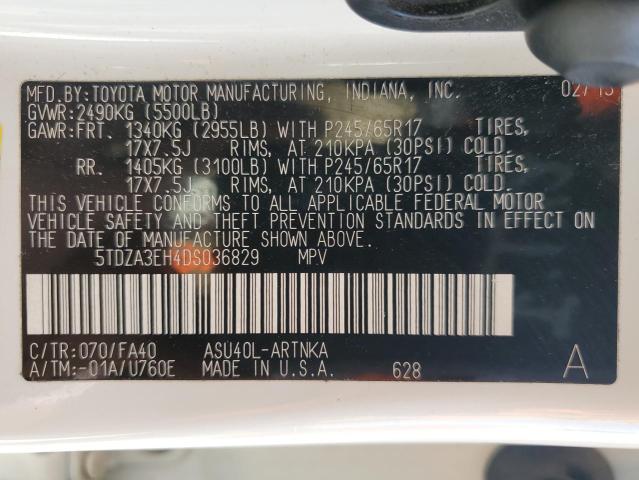 MFD.BY:TOYOTA MOTOR MANUFACTURING, INDIANA, INC. 02/13
GVWR:2490KG (5500LB)
GAWR:FRT. 1340KG (2955LB) WITH P245/65R17 TIRES,
17X7.5J RIMS, AT 210KPA (30PSI) COLD.
RR. 1405KG (3100LB) WITH P245/65R17 TIRES,
17X7.5J RIMS, AT 210KPA (30PSI) COLD.
THIS VEHICLE CONFORMS TO ALL APPLICABLE FEDERAL MOTOR
VEHICLE SAFETY AND THEFT PREVENTION STANDARDS IN EFFECT ON
THE DATE OF MANUFACTURE SHOWN ABOVE.
5TDZA3EH4DS036829 MPV
C/TR:070/FA40 ASU40L-ARTNKA
A/TM:-01A/U760E MADE IN U.S.A. 628 A